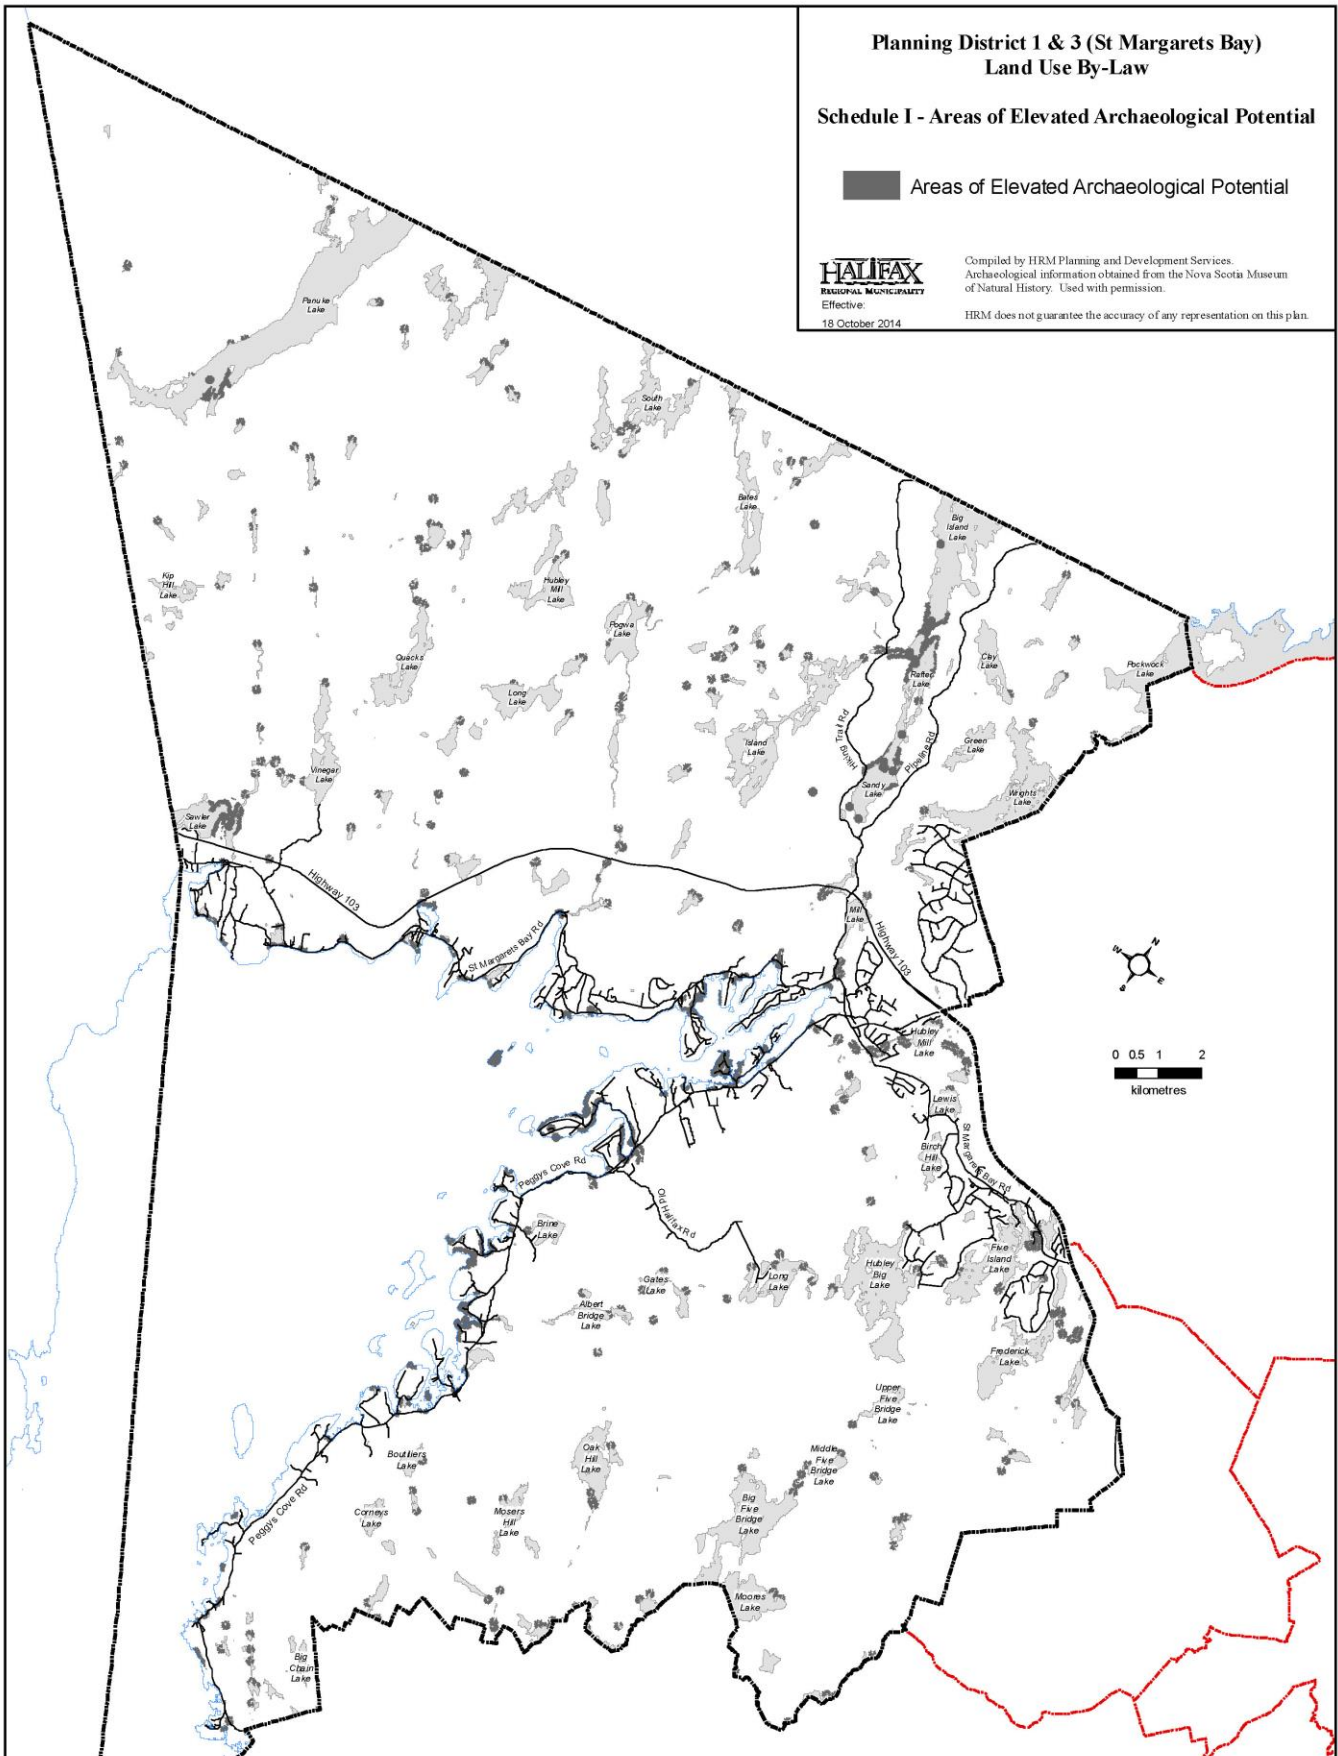 Planning District 1 & 3 (St Margarets Bay)
Land Use By-Law
Schedule I - Areas of Elevated Archaeological Potential
Areas of Elevated Archaeological Potential
HALIFAX
REGIONAL MUNICIPALITY
Effective:
18 October 2014
Compiled by HRM Planning and Development Services.
Archaeological information obtained from the Nova Scotia Museum
of Natural History. Used with permission.
HRM does not guarantee the accuracy of any representation on this plan.
Panuke
Lake
South
Lake
Bates
Lake
Big
Island
Lake
Kip
Hill
Lake
Hubley
Mill
Lake
Pogwa
Lake
Quacks
Lake
Long
Lake
Clay
Lake
Pockwock
Lake
Rafter
Lake
Island
Lake
Hiking Trail Rd
Pipeline Rd
Green
Lake
Vinegar
Lake
Sandy
Lake
Wrights
Lake
Sawler
Lake
Highway 103
Mill
Lake
Highway 103
St Margarets Bay Rd
N
W
E
S
Hubley
Mill
Lake
0 0.5 1 2
kilometres
Lewis
Lake
Birch
Hill
Lake
St Margarets Bay Rd
Peggys Cove Rd
Old Halifax Rd
Brine
Lake
Gates
Lake
Long
Lake
Hubley
Big
Lake
Five
Island
Lake
Albert
Bridge
Lake
Frederick
Lake
Upper
Five
Bridge
Lake
Boutiliers
Lake
Oak
Hill
Lake
Middle
Five
Bridge
Lake
Peggys Cove Rd
Corneys
Lake
Mosers
Hill
Lake
Big
Five
Bridge
Lake
Moores
Lake
Big
Chain
Lake